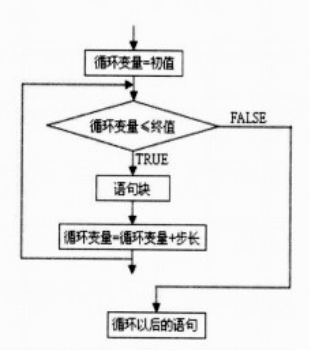 循环变量=初值
循环变量≤终值
FALSE
TRUE
语句块
循环变量=循环变量+步长
循环以后的语句